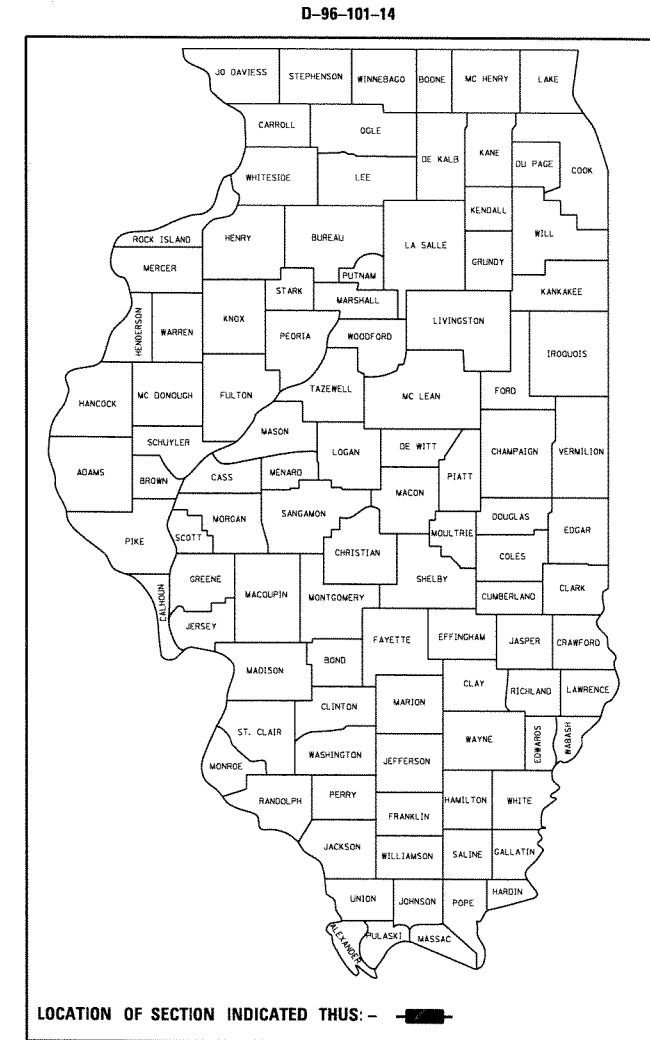 D-96-101-14
JO DAVIESS
STEPHENSON
WINNEBAGO
BOONE
MC HENRY
LAKE
CARROLL
OGLE
DE KALB
KANE
DU PAGE
COOK
WHITESIDE
LEE
KENDALL
WILL
ROCK ISLAND
HENRY
BUREAU
LA SALLE
GRUNDY
MERCER
PUTNAM
KANKAKEE
STARK
MARSHALL
HENDERSON
WARREN
KNOX
PEORIA
WOODFORD
LIVINGSTON
IROQUOIS
HANCOCK
MC DONOUGH
FULTON
TAZEWELL
MC LEAN
FORD
SCHUYLER
MASON
LOGAN
DE WITT
CHAMPAIGN
VERMILION
ADAMS
BROWN
CASS
MENARD
PIATT
MACON
MORGAN
SANGAMON
DOUGLAS
EDGAR
PIKE
SCOTT
CHRISTIAN
MOULTRIE
COLES
CALHOUN
GREENE
MACOUPIN
MONTGOMERY
SHELBY
CUMBERLAND
CLARK
JERSEY
FAYETTE
EFFINGHAM
JASPER
CRAWFORD
MADISON
BOND
CLAY
RICHLAND
LAWRENCE
CLINTON
MARION
ST. CLAIR
WAYNE
EDWARDS
WABASH
MONROE
WASHINGTON
JEFFERSON
RANDOLPH
PERRY
HAMILTON
WHITE
FRANKLIN
JACKSON
WILLIAMSON
SALINE
GALLATIN
UNION
JOHNSON
POPE
HARDIN
ALEXANDER
PULASKI
MASSAC
LOCATION OF SECTION INDICATED THUS: -